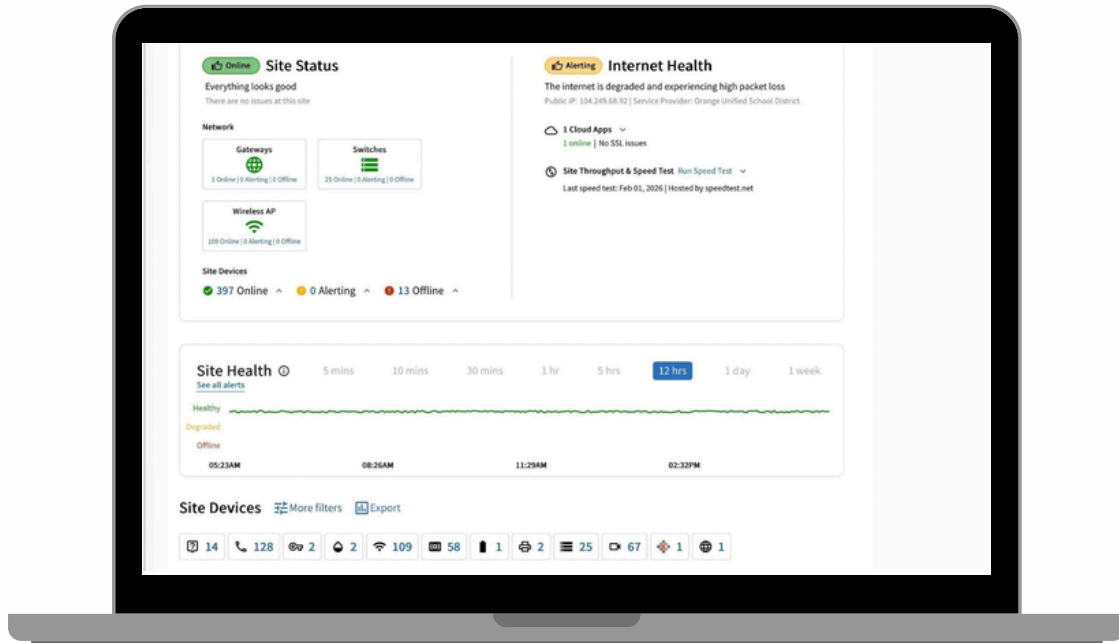 Online Site Status
Everything looks good
There are no issues at this site
Network
Gateways
1 Online | 0 Alerting | 0 Offline
Switches
25 Online | 0 Alerting | 0 Offline
Wireless AP
109 Online | 0 Alerting | 0 Offline
Site Devices
397 Online 0 Alerting 13 Offline
Alerting Internet Health
The internet is degraded and experiencing high packet loss
Public IP: 104.249.68.92 | Service Provider: Orange Unified School District
1 Cloud Apps
1 online | No SSL issues
Site Throughput & Speed Test Run Speed Test
Last speed test: Feb 01, 2026 | Hosted by speedtest.net
Site Health 5 mins 10 mins 30 mins 1 hr 5 hrs 12 hrs 1 day 1 week
See all alerts
Healthy
Degraded
Offline
05:23AM 08:26AM 11:29AM 02:32PM
Site Devices More filters Export
14 128 2 2 109 58 1 2 25 67 1 1